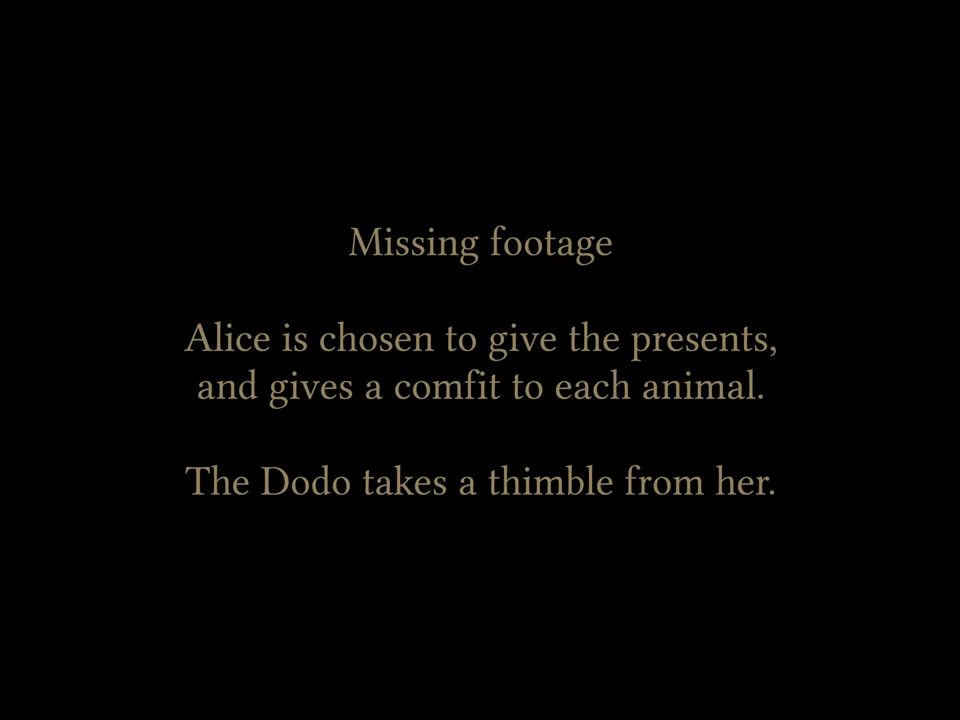 Missing footage
Alice is chosen to give the presents,
and gives a comfit to each animal.
The Dodo takes a thimble from her.